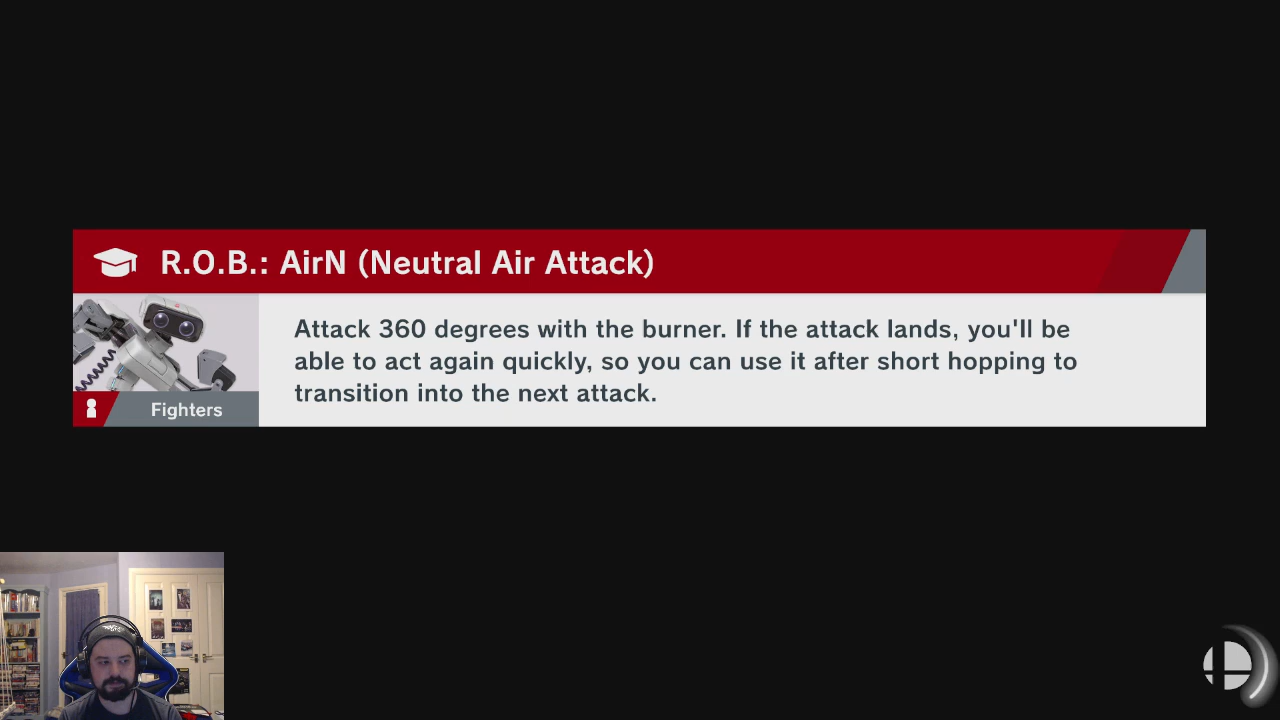 R.O.B.: AirN (Neutral Air Attack)
Attack 360 degrees with the burner. If the attack lands, you'll be
able to act again quickly, so you can use it after short hopping to
transition into the next attack.
Fighters